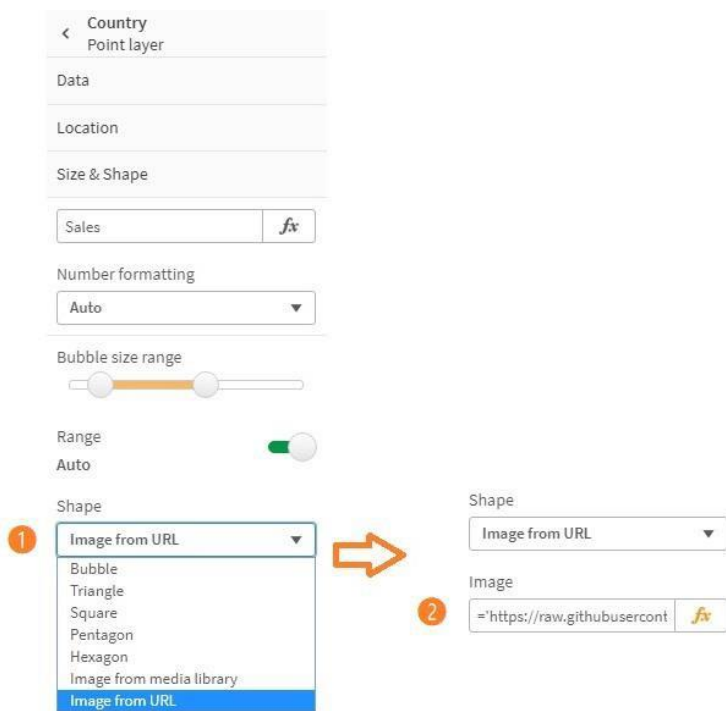 Country
Point layer
Data
Location
Size & Shape
Sales
fx
Number formatting
Auto
Bubble size range
Range
Auto
Shape
1
Image from URL
Bubble
Triangle
Square
Pentagon
Hexagon
Image from media library
Image from URL
Shape
Image from URL
Image
2
='https://raw.githubusercont
fx